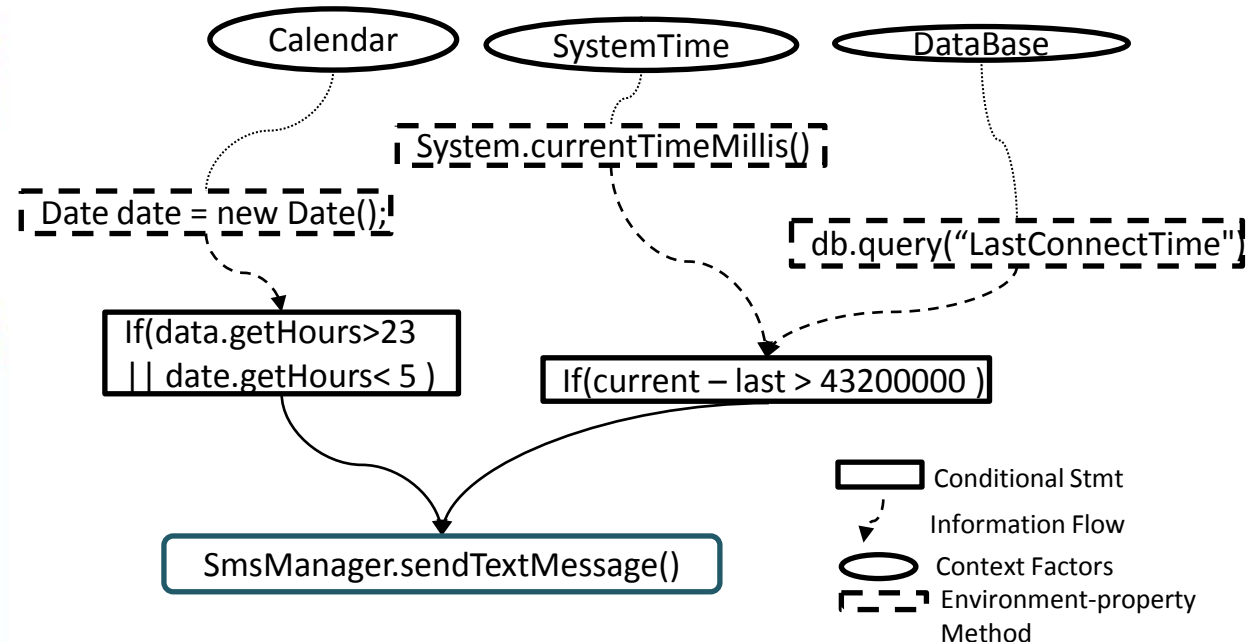 Calendar
SystemTime
DataBase
System.currentTimeMillis()
Date date = new Date();
db.query(“LastConnectTime")
If(data.getHours>23
|| date.getHours< 5 )
If(current – last > 43200000 )
SmsManager.sendTextMessage()
Conditional Stmt
Information Flow
Context Factors
Environment-property
Method